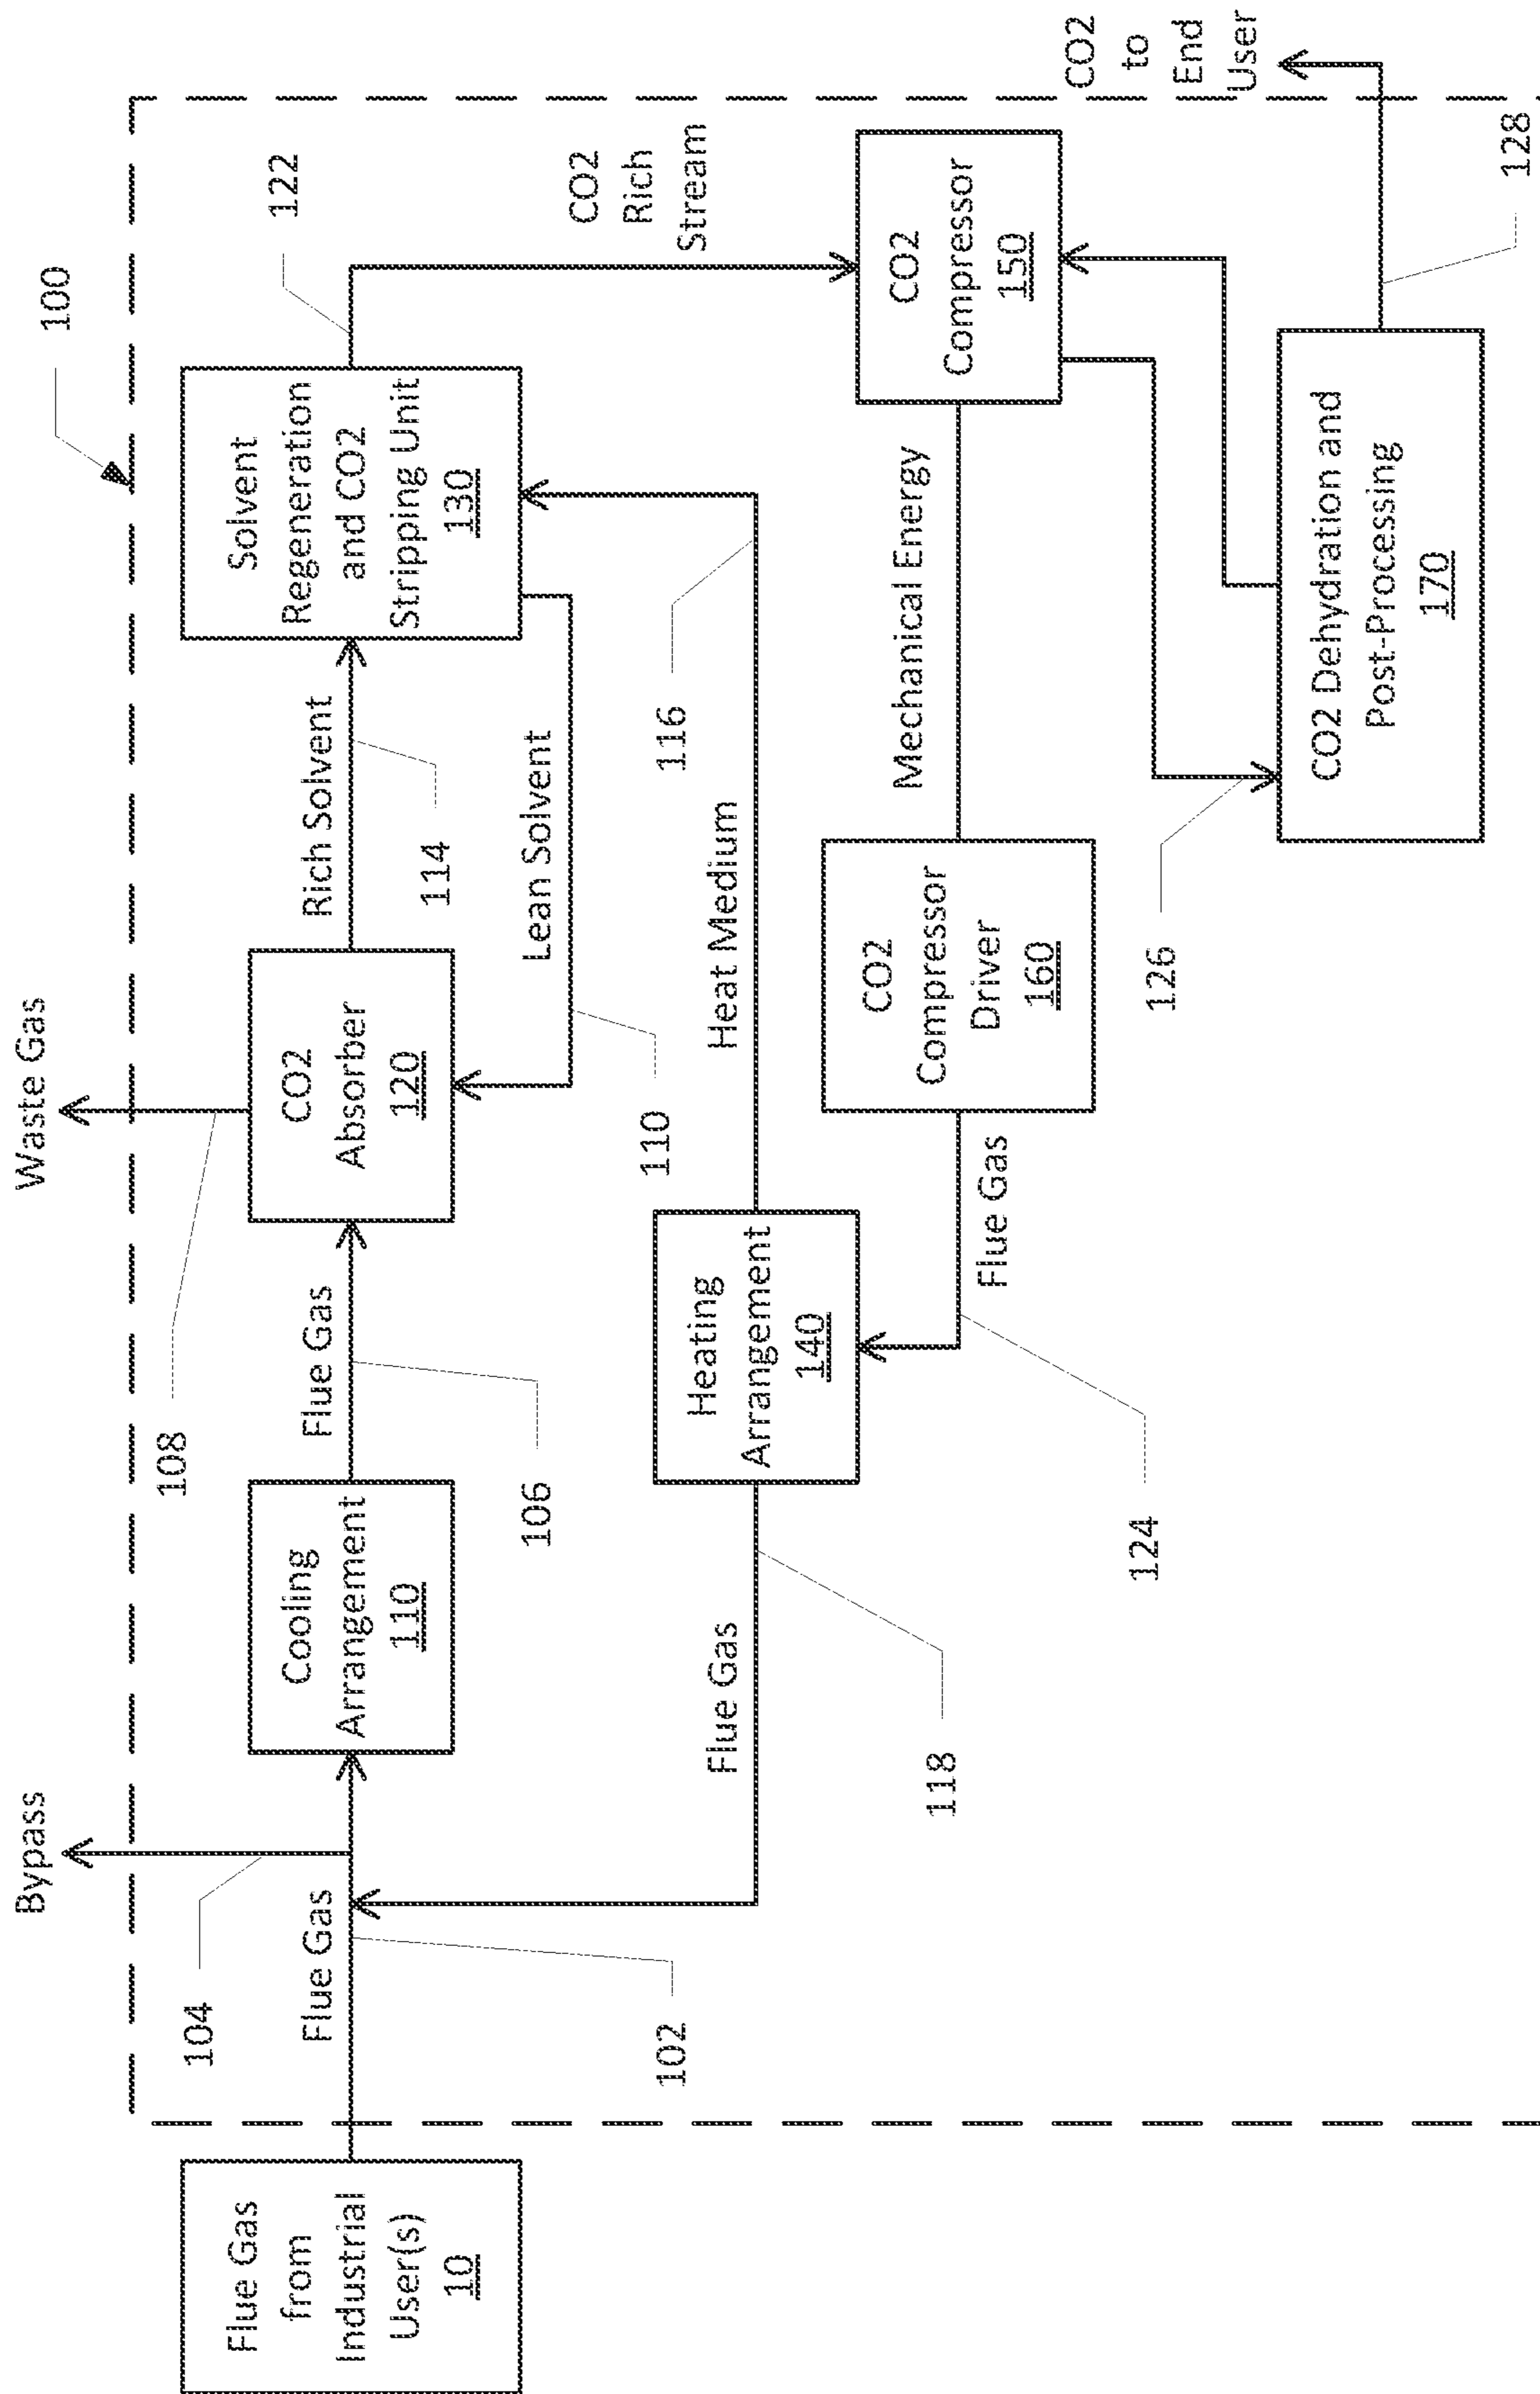 100
Bypass
Waste Gas
104
108
122
Flue Gas
from
Industrial
User(s)
10
Flue Gas
102
Cooling
Arrangement
110
Flue Gas
106
CO2
Absorber
120
Rich Solvent
114
Solvent
Regeneration
and CO2
Stripping Unit
130
Lean Solvent
110
CO2
Rich
Stream
116
Flue Gas
118
Heating
Arrangement
140
Heat Medium
Flue Gas
124
CO2
Compressor
Driver
160
Mechanical Energy
CO2
Compressor
150
126
CO2 Dehydration and
Post-Processing
170
128
CO2
to
End
User